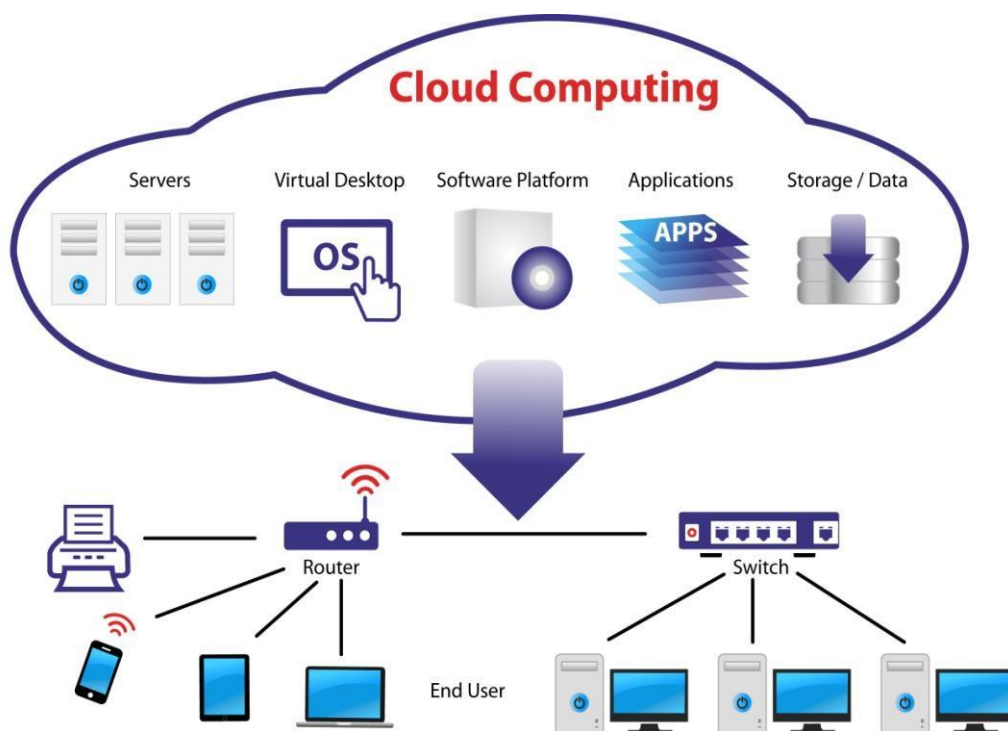 Cloud Computing
Servers
Virtual Desktop
Software Platform
Applications
Storage / Data
OS
APPS
Router
Switch
End User